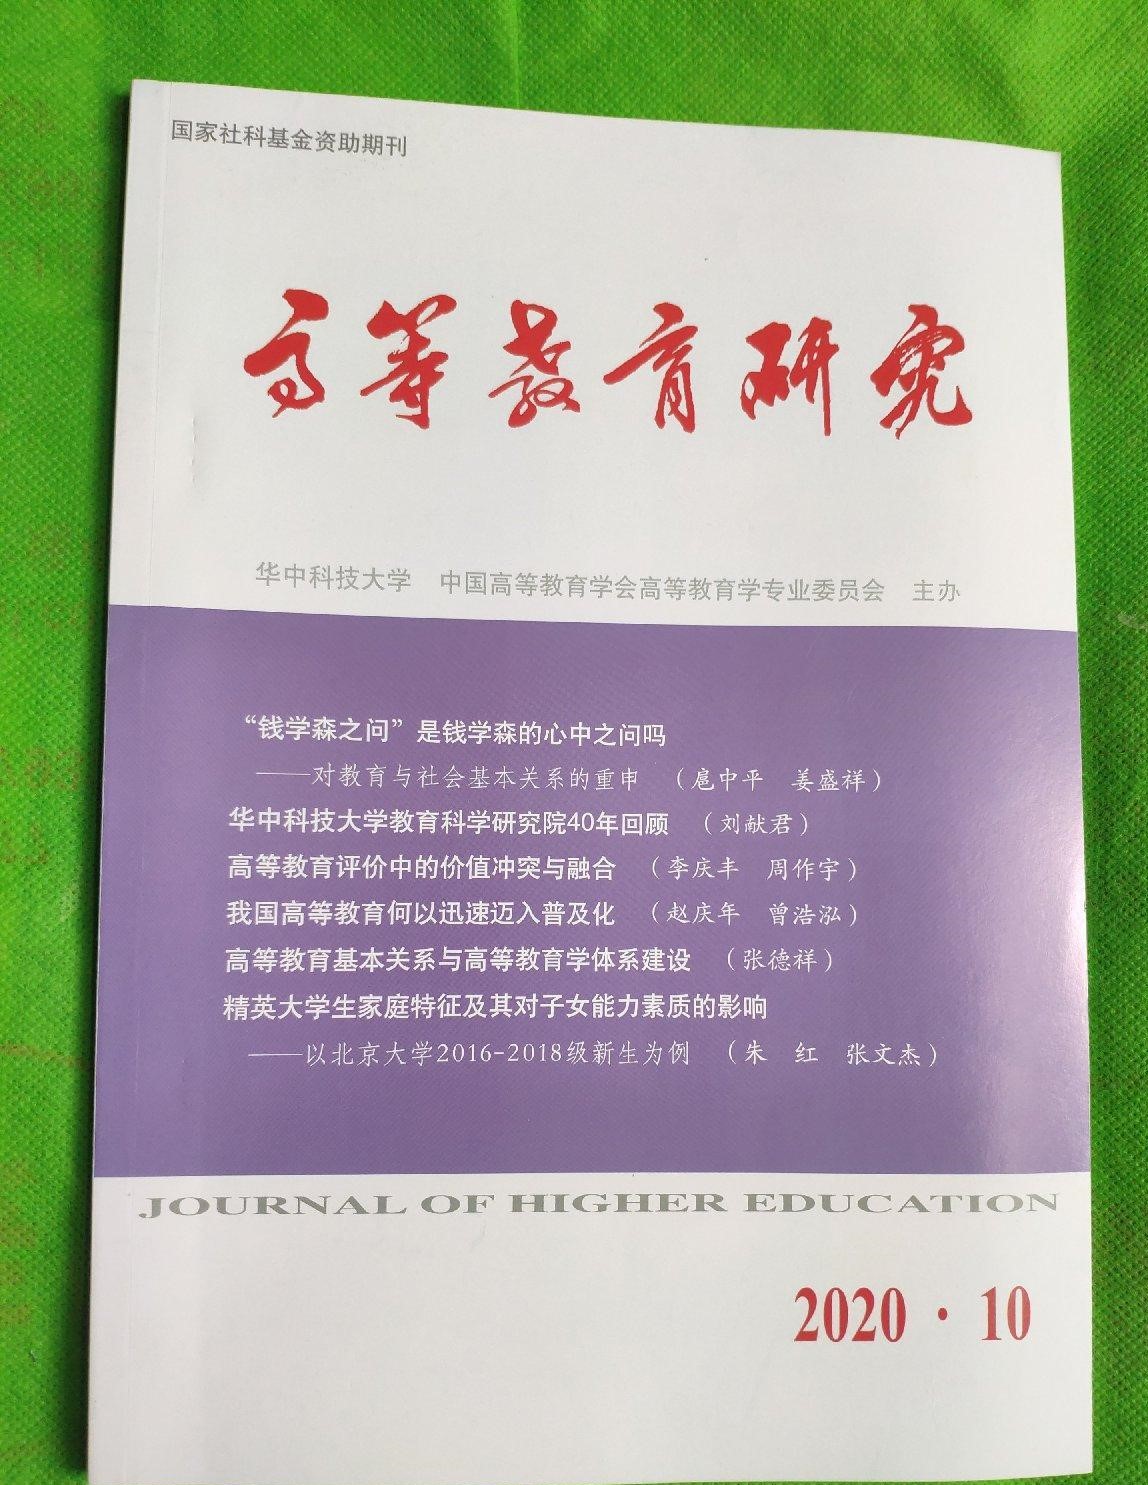 国家社科基金资助期刊
高等教育研究
华中科技大学 中国高等教育学会高等教育学专业委员会 主办
“钱学森之问”是钱学森的心中之问吗
——对教育与社会基本关系的重申 （扈中平 姜盛祥）
华中科技大学教育科学研究院40年回顾 （刘献君）
高等教育评价中的价值冲突与融合 （李庆丰 周作宇）
我国高等教育何以迅速迈入普及化 （赵庆年 曾浩泓）
高等教育基本关系与高等教育学体系建设 （张德祥）
精英大学生家庭特征及其对子女能力素质的影响
——以北京大学2016-2018级新生为例 （朱 红 张文杰）
JOURNAL OF HIGHER EDUCATION
2020·10